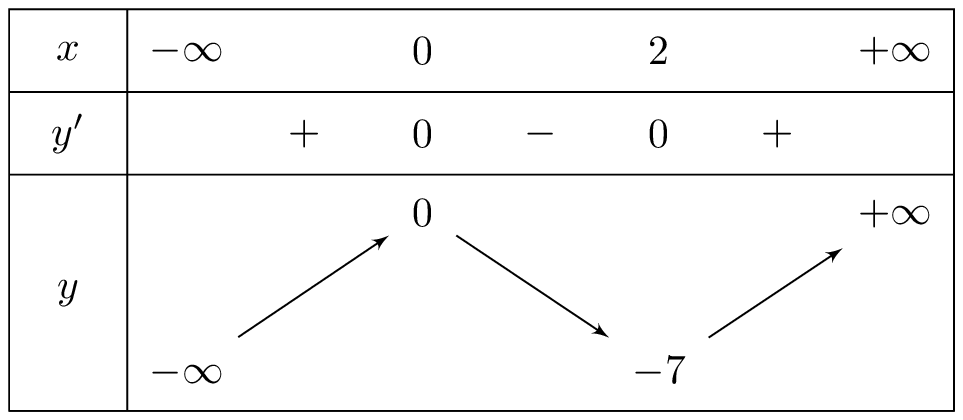 x −∞ 0 2 +∞
y′ + 0 − 0 +
0 +∞
y
−∞ −7